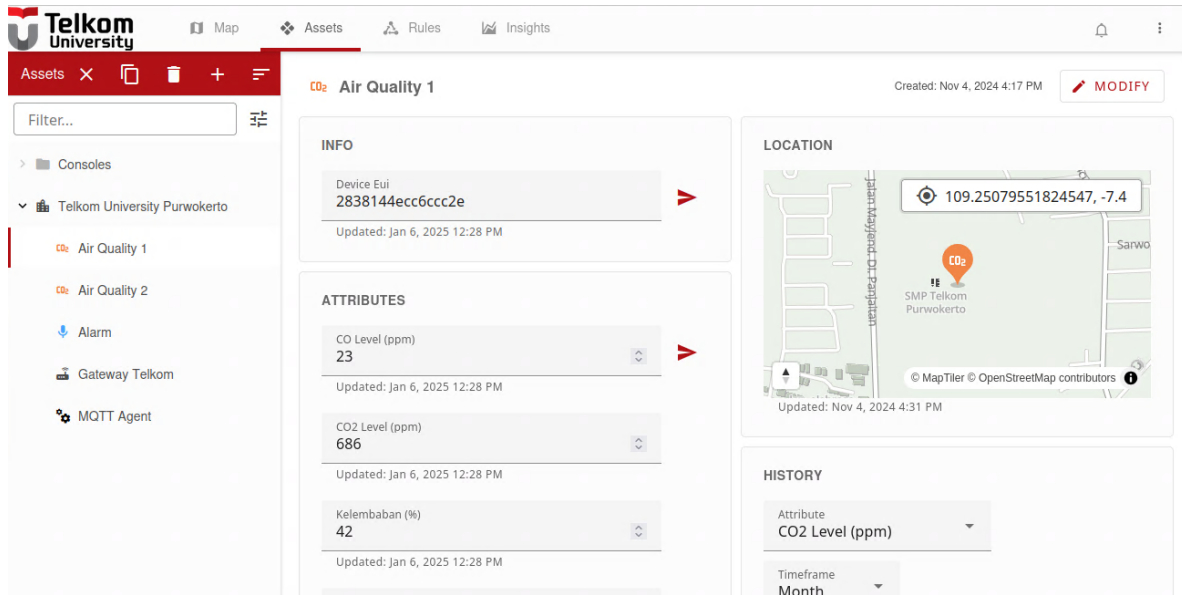 Telkom
University
Map
Assets
Rules
Insights
Assets
Filter...
Consoles
Telkom University Purwokerto
CO2 Air Quality 1
CO2 Air Quality 2
Alarm
Gateway Telkom
MQTT Agent
CO2 Air Quality 1
Created: Nov 4, 2024 4:17 PM
MODIFY
INFO
Device Eui
2838144ecc6ccc2e
Updated: Jan 6, 2025 12:28 PM
ATTRIBUTES
CO Level (ppm)
23
Updated: Jan 6, 2025 12:28 PM
CO2 Level (ppm)
686
Updated: Jan 6, 2025 12:28 PM
Kelembaban (%)
42
Updated: Jan 6, 2025 12:28 PM
LOCATION
109.25079551824547, -7.4
Jalan Mayjend. DI. Panjaitan
Sarwo
CO2
SMP Telkom
Purwokerto
© MapTiler © OpenStreetMap contributors
Updated: Nov 4, 2024 4:31 PM
HISTORY
Attribute
CO2 Level (ppm)
Timeframe
Month